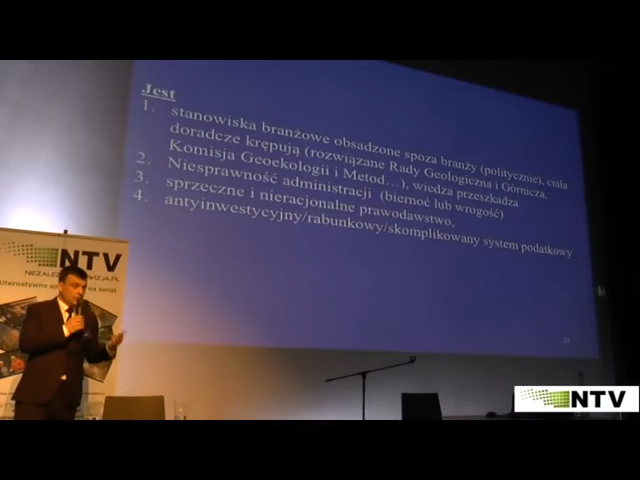 Jest
1. stanowiska branżowe obsadzone spoza branży (politycznie), ciała
doradcze krępują (rozwiązane Rady Geologiczna i Górnicza,
Komisja Geoekologii i Metod…), wiedza przeszkadza
2. Niesprawność administracji (bierność lub wrogość)
3. sprzeczne i nieracjonalne prawodawstwo,
4. antyinwestycyjny/rabunkowy/skomplikowany system podatkowy
24
NTV
na świat
NTV